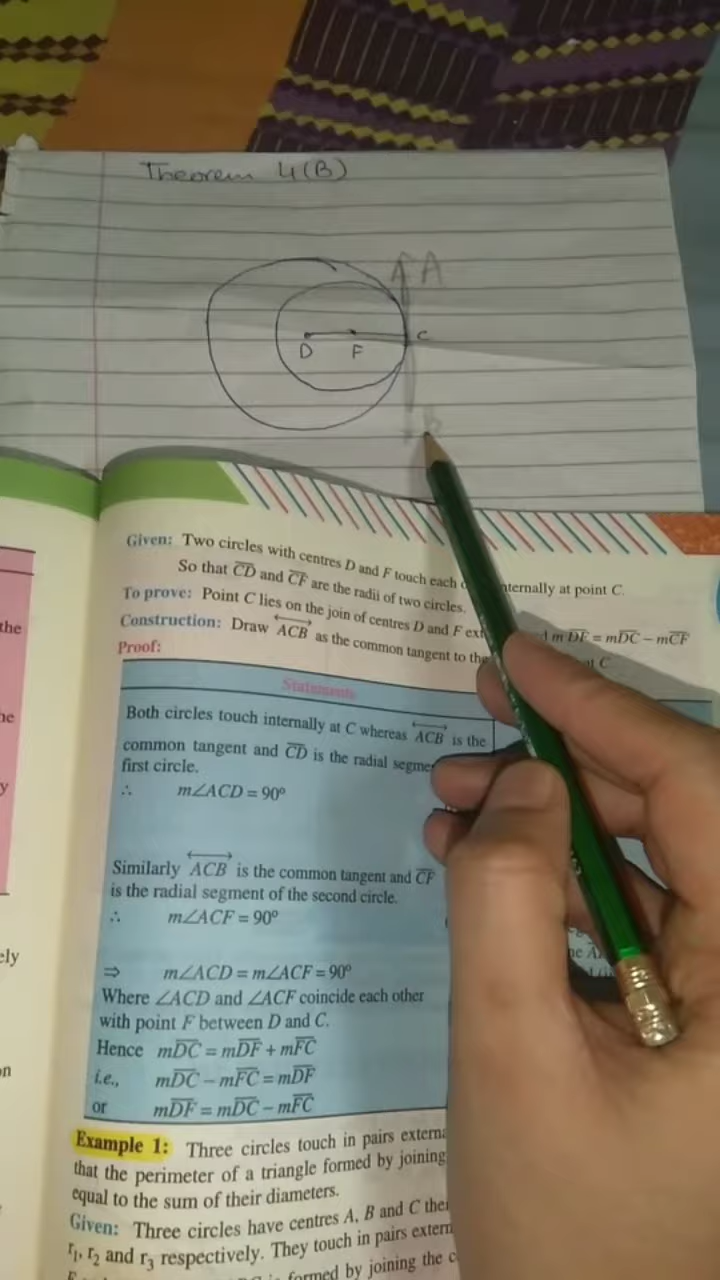 Theorem 4(B)
A
C
D F
B
Given: Two circles with centres D and F touch each nternally at point C.
So that CD and CF are the radii of two circles.
To prove: Point C lies on the join of centres D and F ext m DF = mDC – mCF
Construction: Draw ACB as the common tangent to the at C
Proof:
Statements
Both circles touch internally at C whereas ACB is the
common tangent and CD is the radial segme
first circle.
∴ m∠ACD = 90°
Similarly ACB is the common tangent and CF
is the radial segment of the second circle.
∴ m∠ACF = 90°
⇒ m∠ACD = m∠ACF = 90°
Where ∠ACD and ∠ACF coincide each other
with point F between D and C.
Hence mDC = mDF + mFC
i.e., mDC – mFC = mDF
or mDF = mDC – mFC
Example 1: Three circles touch in pairs externa
that the perimeter of a triangle formed by joining
equal to the sum of their diameters.
Given: Three circles have centres A, B and C the
r₁, r₂ and r₃ respectively. They touch in pairs extern
formed by joining the c
the
he
y
ely
on